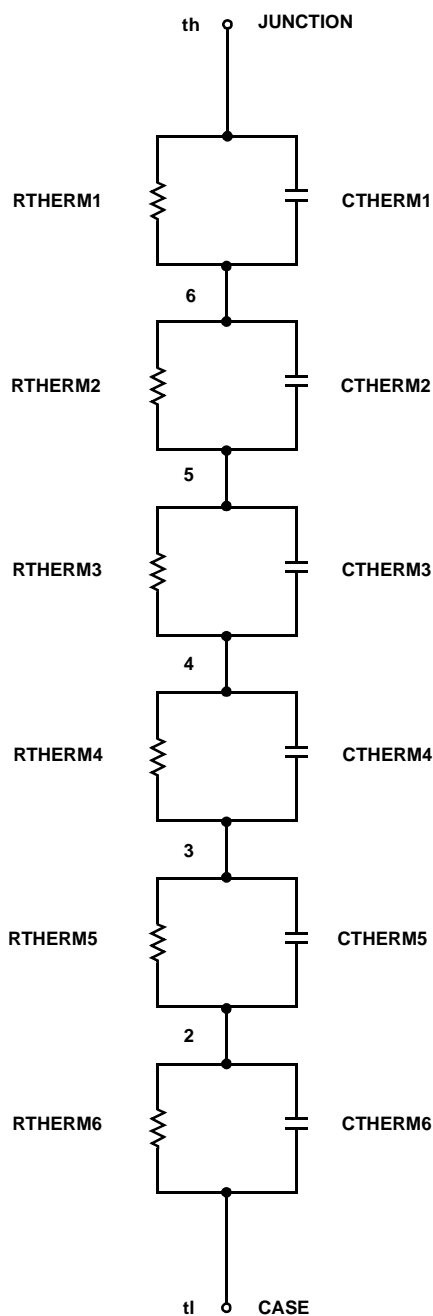 th JUNCTION
RTHERM1 CTHERM1
6
RTHERM2 CTHERM2
5
RTHERM3 CTHERM3
4
RTHERM4 CTHERM4
3
RTHERM5 CTHERM5
2
RTHERM6 CTHERM6
tl CASE